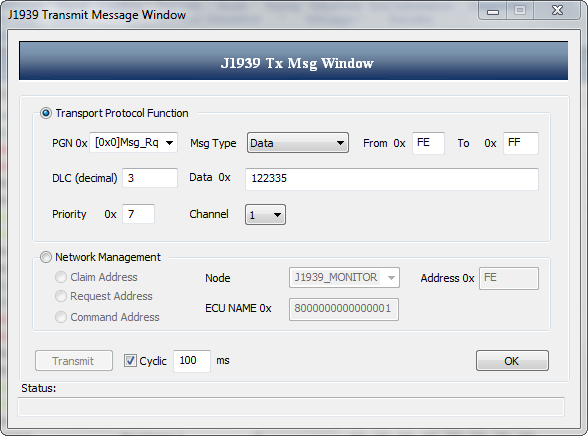 J1939 Transmit Message Window
J1939 Tx Msg Window
Transport Protocol Function
PGN 0x [0x0]Msg_Rq Msg Type Data From 0x FE To 0x FF
DLC (decimal) 3 Data 0x 122335
Priority 0x 7 Channel 1
Network Management
Claim Address Node J1939_MONITOR Address 0x FE
Request Address
ECU NAME 0x 8000000000000001
Command Address
Transmit Cyclic 100 ms OK
Status: